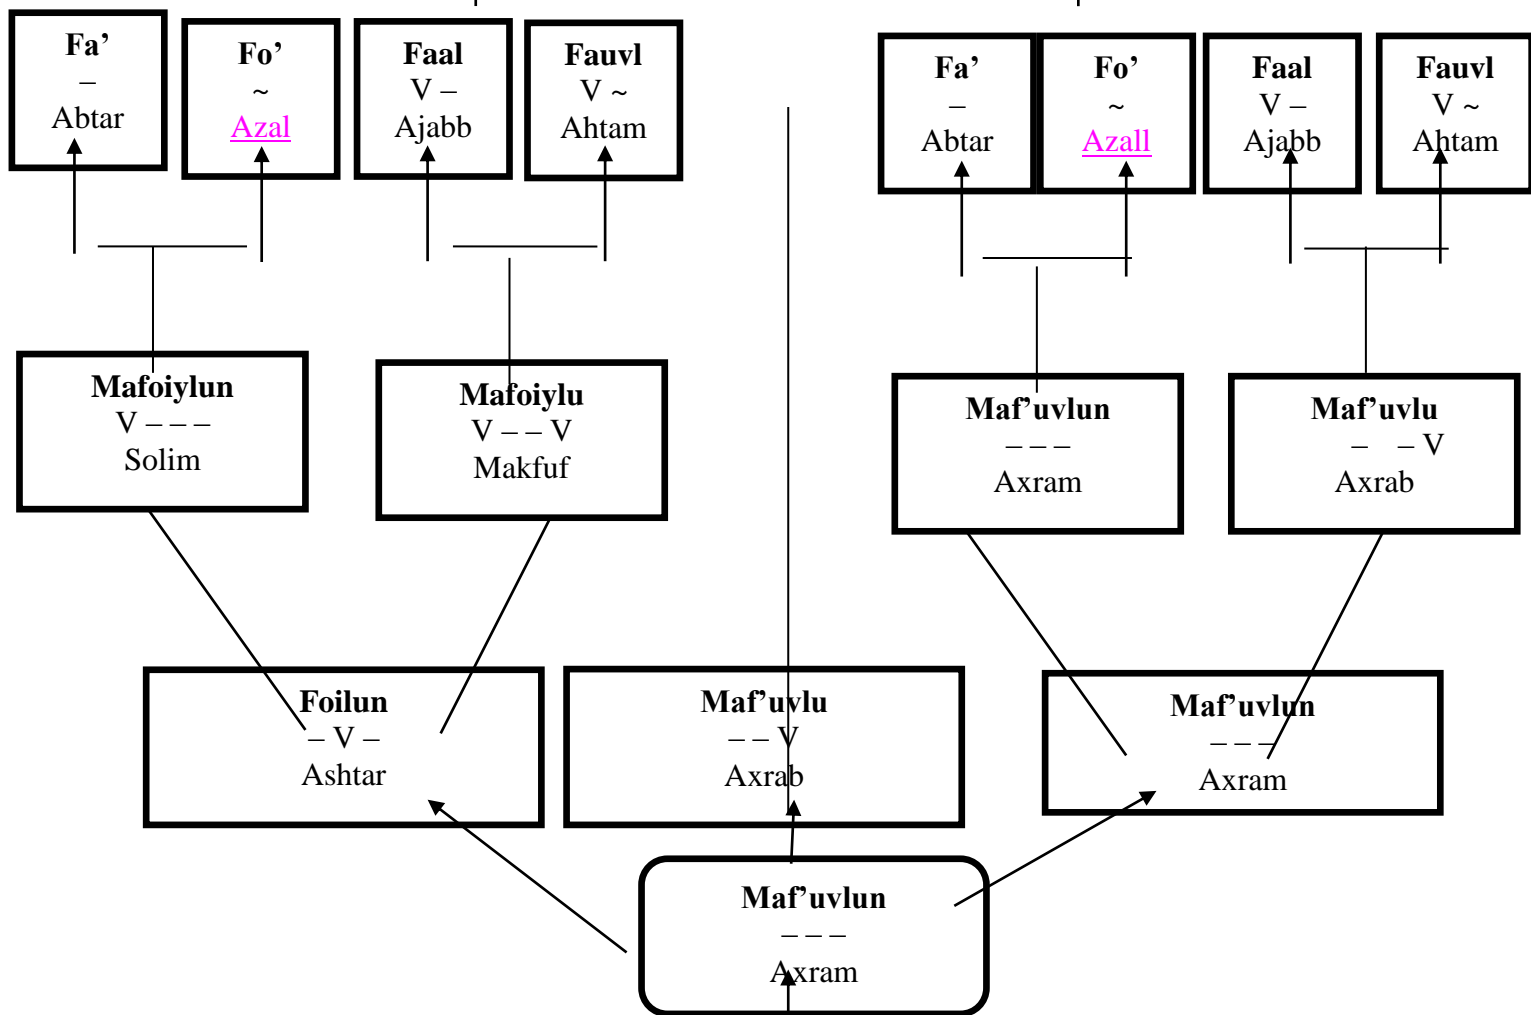 Fa’
–
Abtar
Fo’
~
Azal
Faal
V –
Ajabb
Fauvl
V ~
Ahtam
Fa’
–
Abtar
Fo’
~
Azall
Faal
V –
Ajabb
Fauvl
V ~
Ahtam
Mafoiylun
V – – –
Solim
Mafoiylu
V – – V
Makfuf
Maf’uvlun
– – –
Axram
Maf’uvlu
– – V
Axrab
Foilun
– V –
Ashtar
Maf’uvlu
– – V
Axrab
Maf’uvlun
– – –
Axram
Maf’uvlun
– – –
Axram